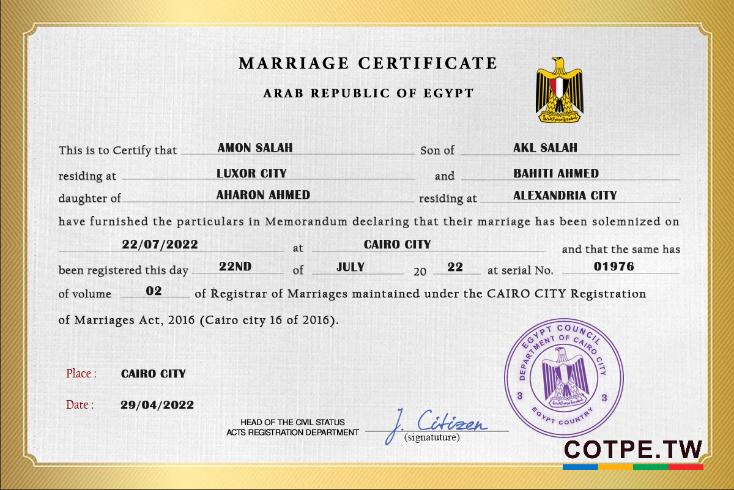 MARRIAGE CERTIFICATE
ARAB REPUBLIC OF EGYPT
This is to Certify that AMON SALAH Son of AKL SALAH
residing at LUXOR CITY and BAHITI AHMED
daughter of AHARON AHMED residing at ALEXANDRIA CITY
have furnished the particulars in Memorandum declaring that their marriage has been solemnized on
22/07/2022 at CAIRO CITY and that the same has
been registered this day 22ND of JULY 20 22 at serial No. 01976
of volume 02 of Registrar of Marriages maintained under the CAIRO CITY Registration
of Marriages Act, 2016 (Cairo city 16 of 2016).
Place : CAIRO CITY
Date : 29/04/2022
HEAD OF THE CIVIL STATUS
ACTS REGISTRATION DEPARTMENT
J. Citizen
(signatuture)
EGYPT COUNCIL
DEPARTMENT OF CAIRO CITY
3 3
EGYPT COUNTRY
COTPE.TW